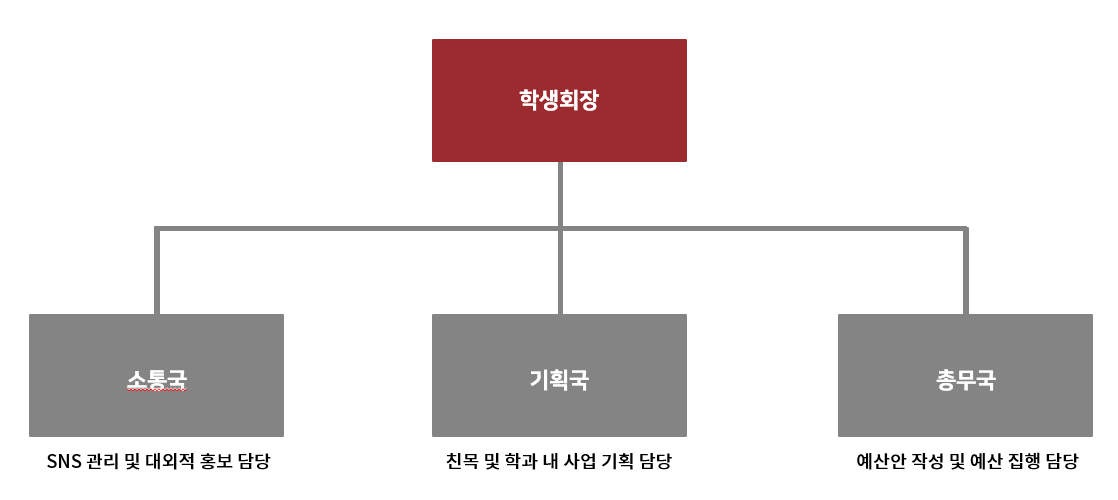 학생회장
소통국
기획국
총무국
SNS 관리 및 대외적 홍보 담당
친목 및 학과 내 사업 기획 담당
예산안 작성 및 예산 집행 담당